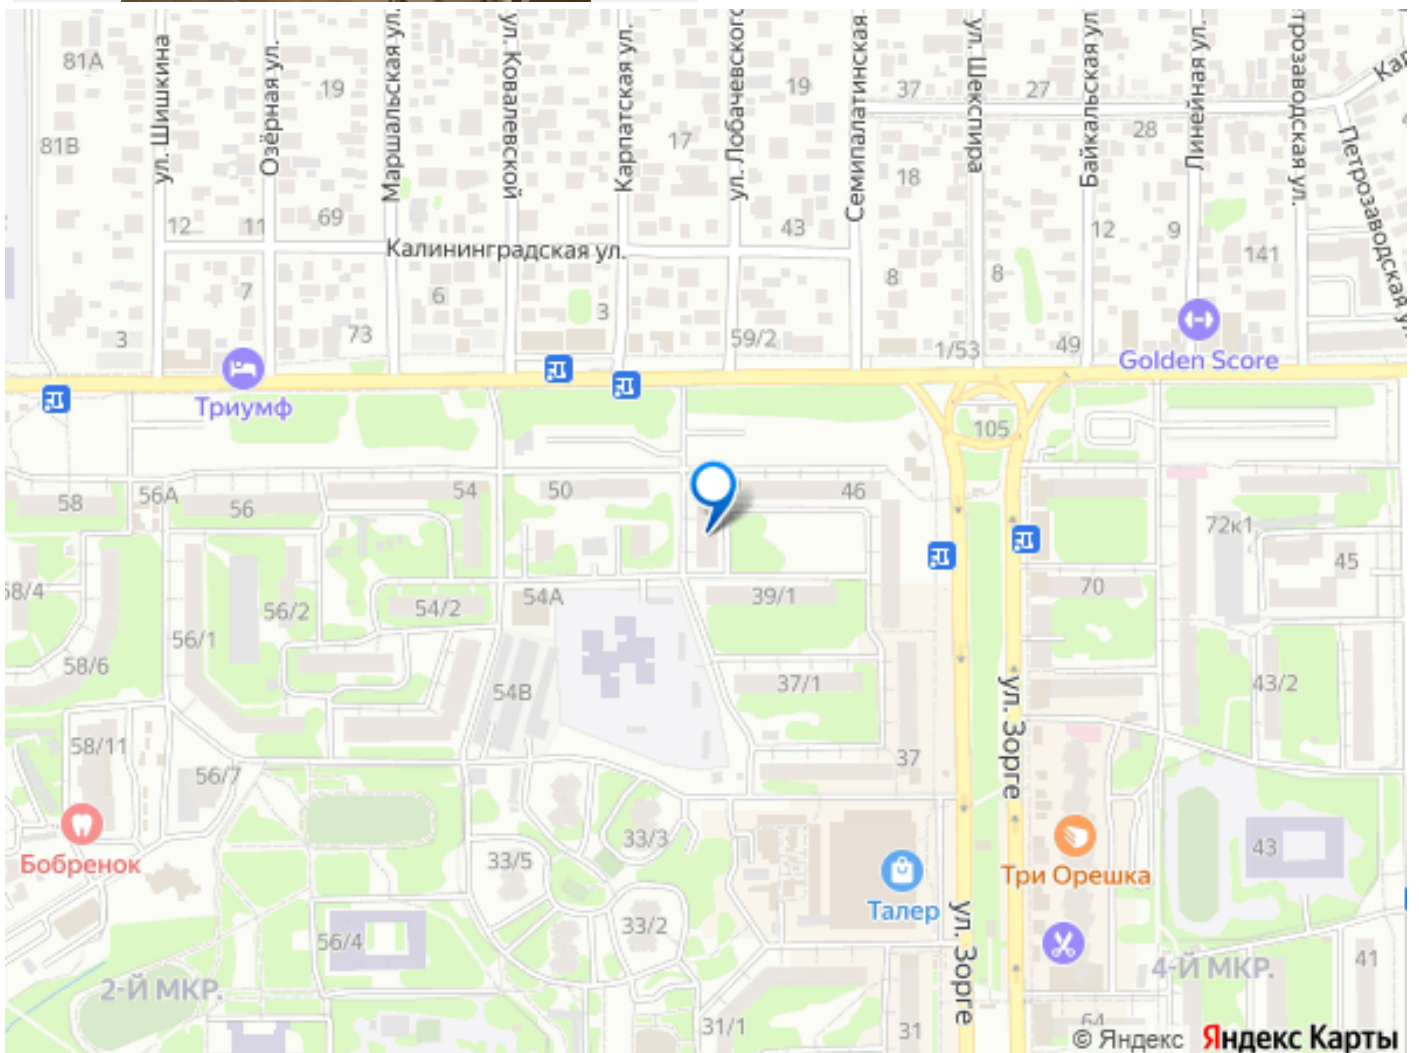 81А
ул. Шишкина
Озёрная ул.
19
Маршальская ул.
ул. Ковалевской
Карпатская ул.
ул. Лобачевского
19
Семипалатинская
37
ул. Шекспира
27
Байкальская ул.
Линейная ул.
28
Петрозаводская ул.
81В
17
18
12
11
69
43
12
9
141
Калининградская ул.
7
6
3
8
8
3
73
59/2
1/53
49
Golden Score
Триумф
105
58
56А
56
54
50
46
72к1
45
58/4
56/2
54/2
54А
39/1
70
56/1
58/6
54В
37/1
43/2
ул. Зорге
58/11
56/7
37
33/3
33/5
43
Бобренок
Талер
Три Орешка
ул. Зорге
56/4
33/2
2-Й МКР.
4-Й МКР.
41
31/1
31
64
© Яндекс Яндекс Карты